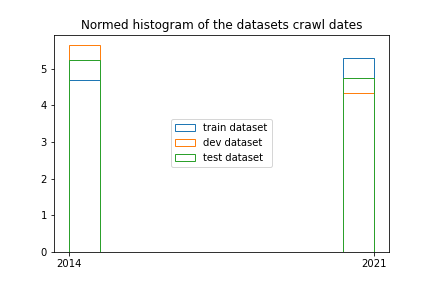 Normed histogram of the datasets crawl dates
5
4
3
2
1
0
train dataset
dev dataset
test dataset
2014
2021